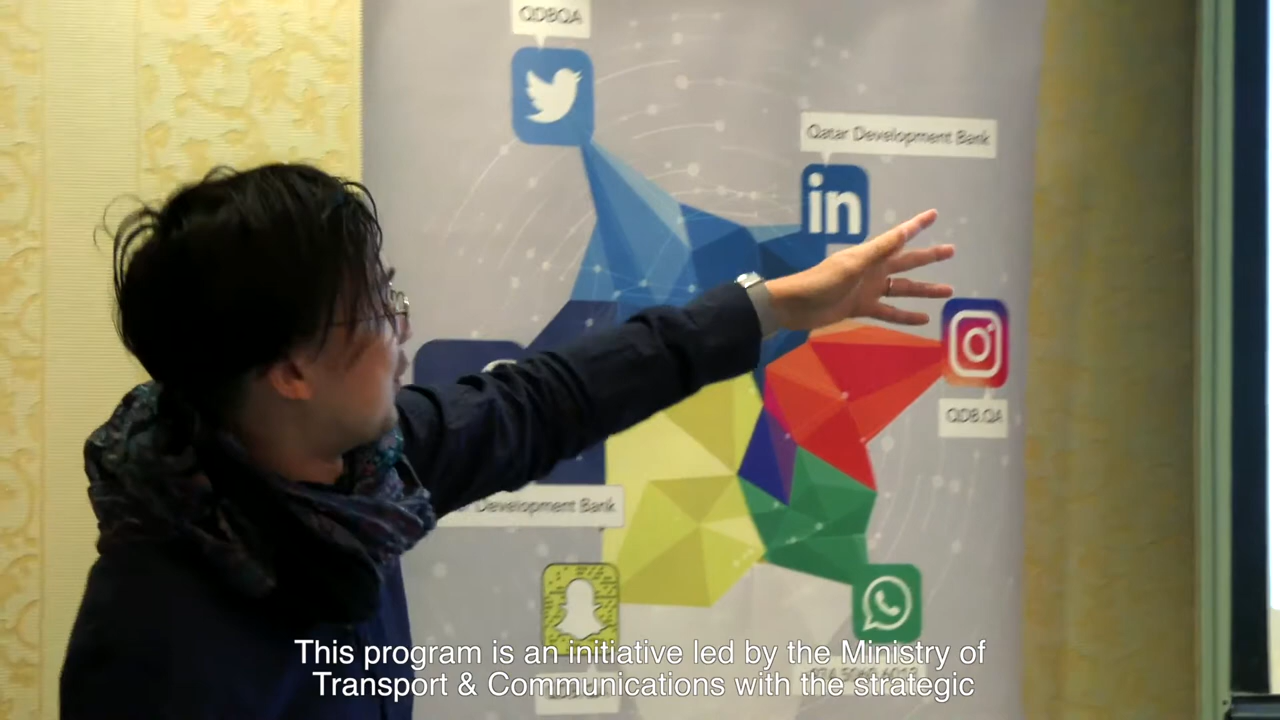 QDBQA
Qatar Development Bank
in
QDB.QA
Development Bank
This program is an initiative led by the Ministry of
Transport & Communications with the strategic